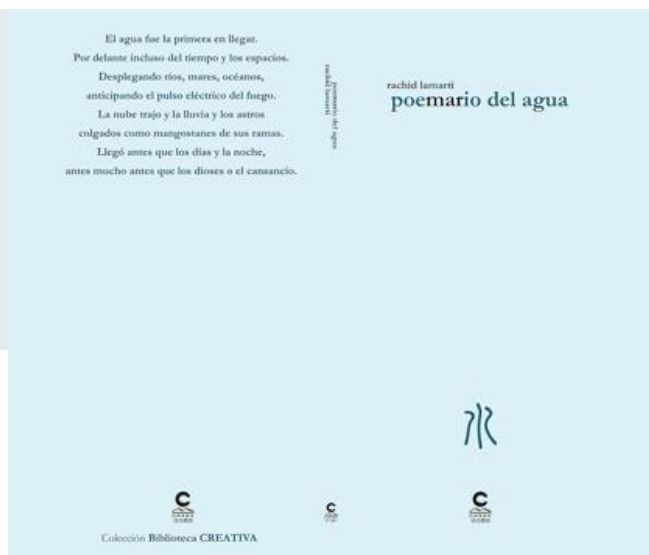 El agua fue la primera en llegar.
Por delante incluso del tiempo y los espacios.
Desplegando ríos, mares, océanos,
anticipando el pulso eléctrico del fuego.
La nube trajo y la lluvia y los astros
colgados como mangostanes de sus ramas.
Llegó antes que los días y la noche,
antes mucho antes que los dioses o el cansancio.
Colección Biblioteca CREATIVA
poemario del agua
rachid lamarti
rachid lamarti
poemario del agua
水